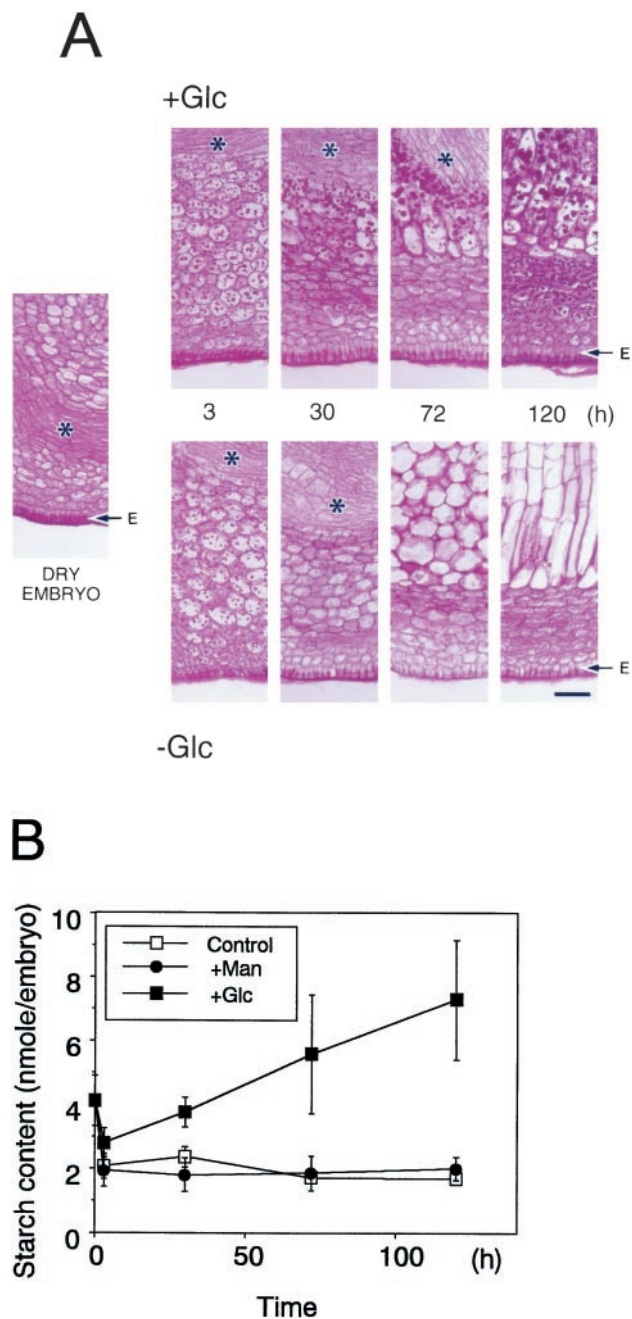 A
+Glc
*
*
*
E
3 30 72 120 (h)
*
*
*
E
DRY
EMBRYO
E
-Glc
B
10
8
6
4
2
0
Starch content (nmole/embryo)
Control
+Man
+Glc
0 50 100 (h)
Time